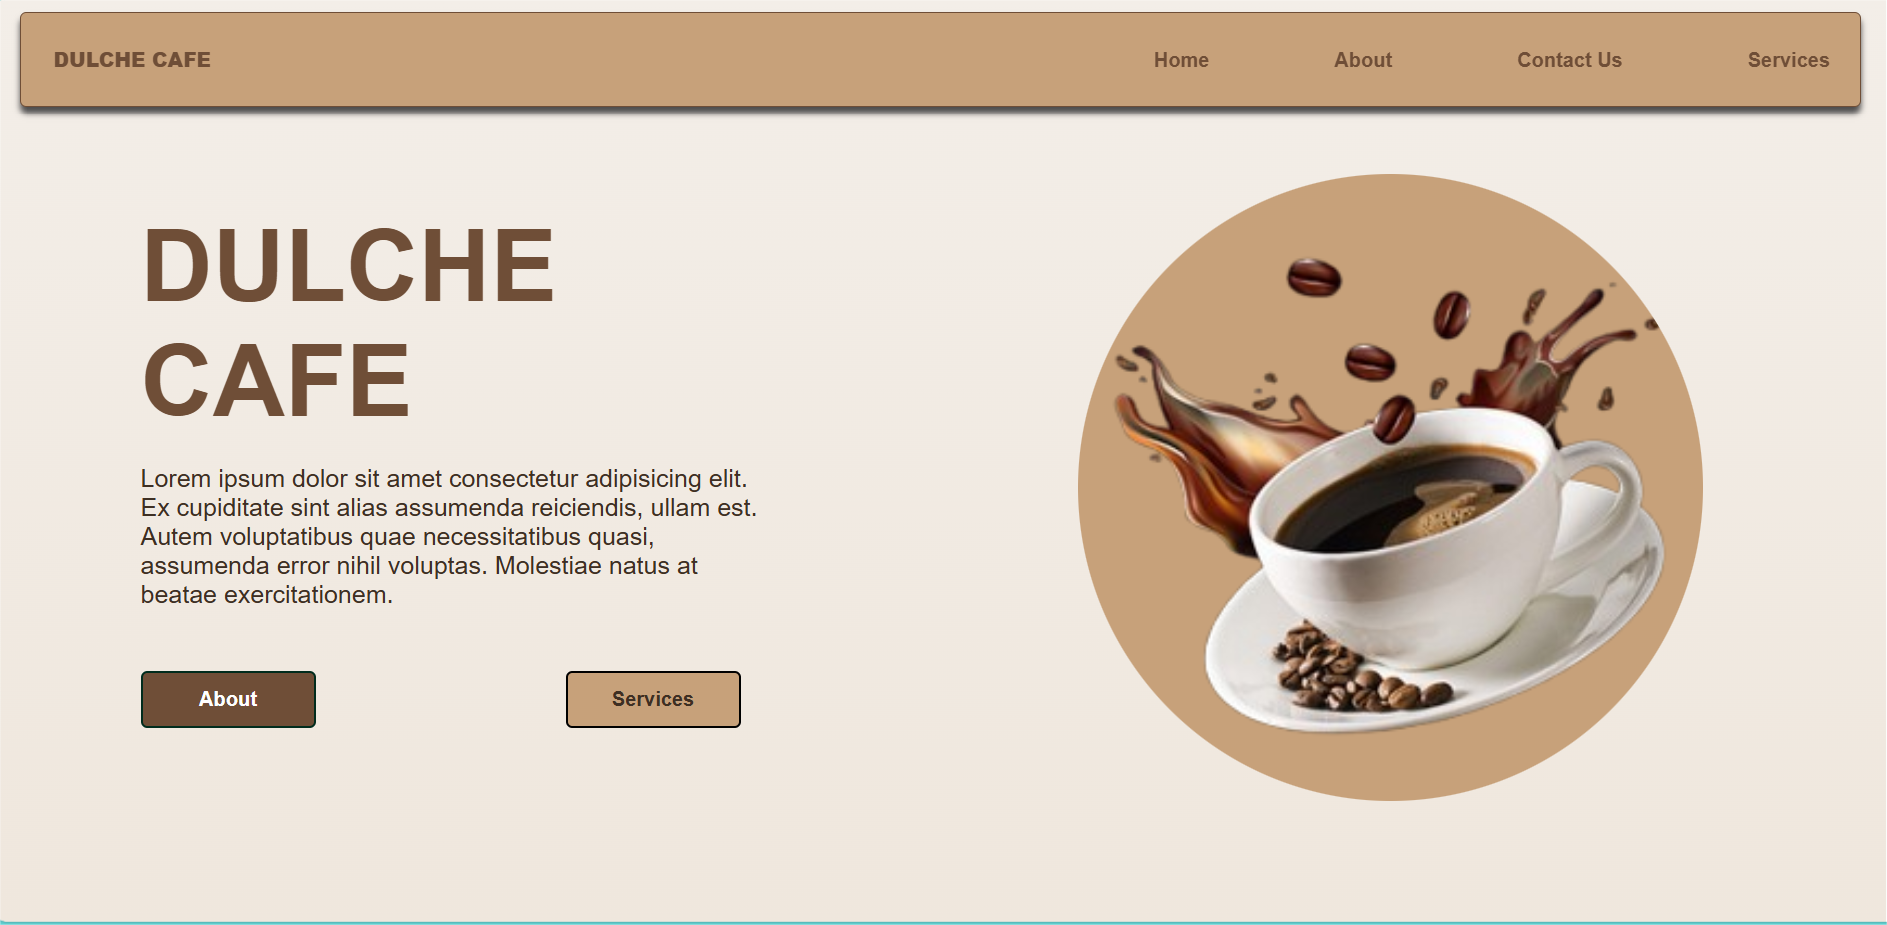 DULCHE CAFE
Home
About
Contact Us
Services
DULCHE
CAFE
Lorem ipsum dolor sit amet consectetur adipisicing elit.
Ex cupiditate sint alias assumenda reiciendis, ullam est.
Autem voluptatibus quae necessitatibus quasi,
assumenda error nihil voluptas. Molestiae natus at
beatae exercitationem.
About
Services